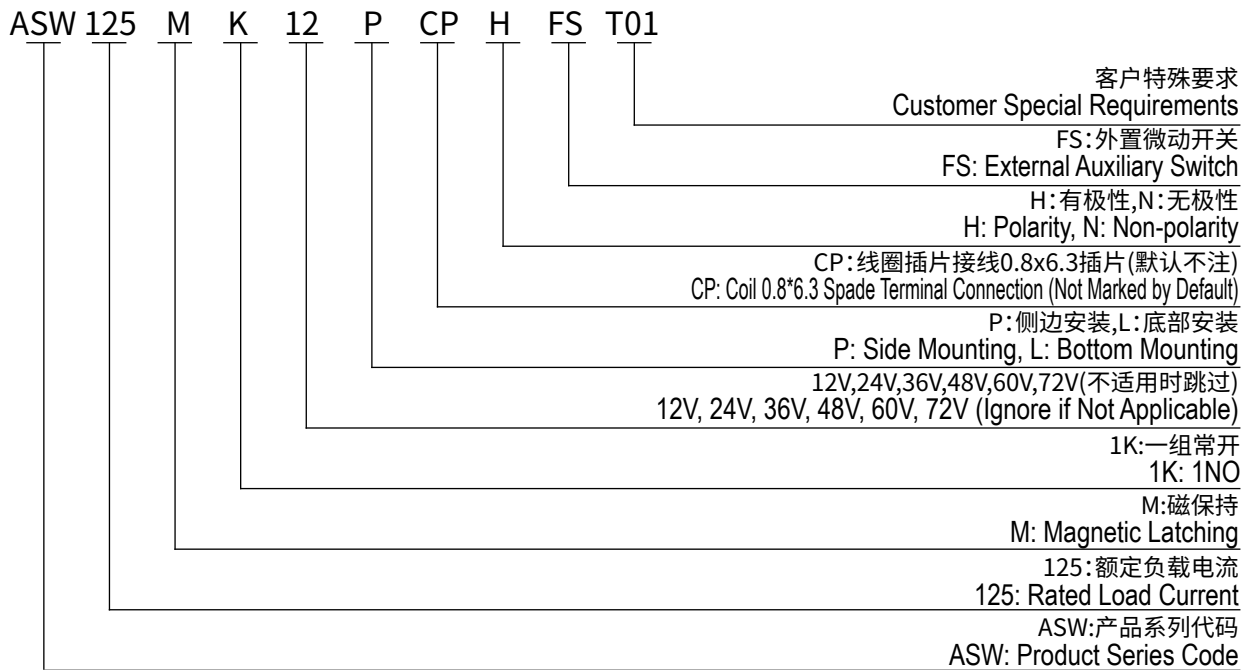 ASW 125 M K 12 P CP H FS T01
客户特殊要求
Customer Special Requirements
FS:外置微动开关
FS: External Auxiliary Switch
H:有极性,N:无极性
H: Polarity, N: Non-polarity
CP:线圈插片接线0.8x6.3插片(默认不注)
CP: Coil 0.8*6.3 Spade Terminal Connection (Not Marked by Default)
P:侧边安装,L:底部安装
P: Side Mounting, L: Bottom Mounting
12V,24V,36V,48V,60V,72V(不适用时跳过)
12V, 24V, 36V, 48V, 60V, 72V (Ignore if Not Applicable)
1K:一组常开
1K: 1NO
M:磁保持
M: Magnetic Latching
125:额定负载电流
125: Rated Load Current
ASW:产品系列代码
ASW: Product Series Code